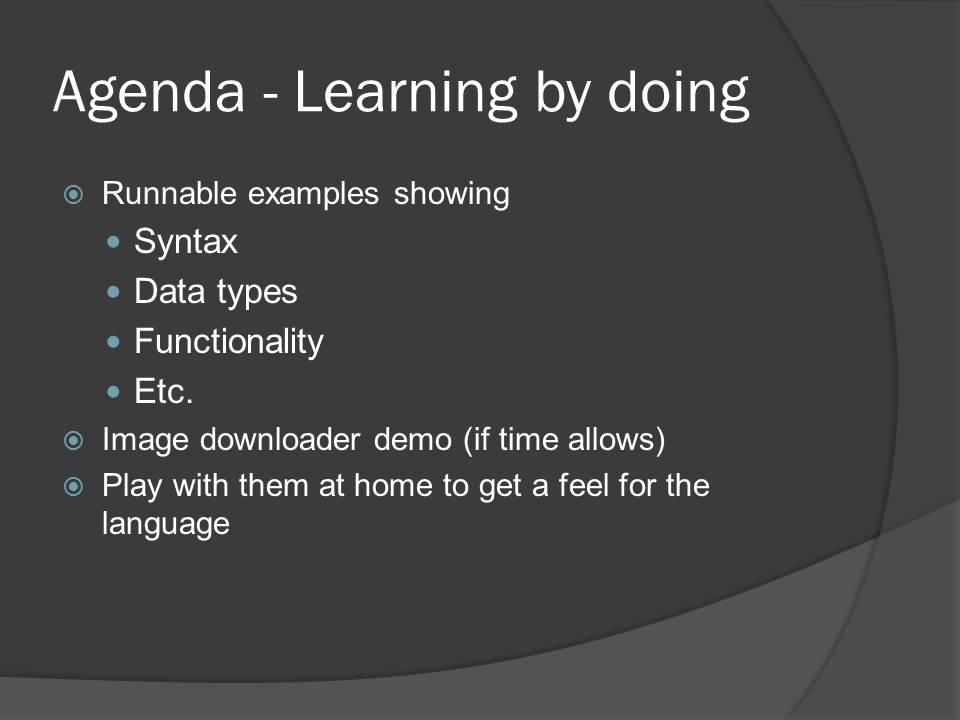 Agenda - Learning by doing
Runnable examples showing
Syntax
Data types
Functionality
Etc.
Image downloader demo (if time allows)
Play with them at home to get a feel for the
language